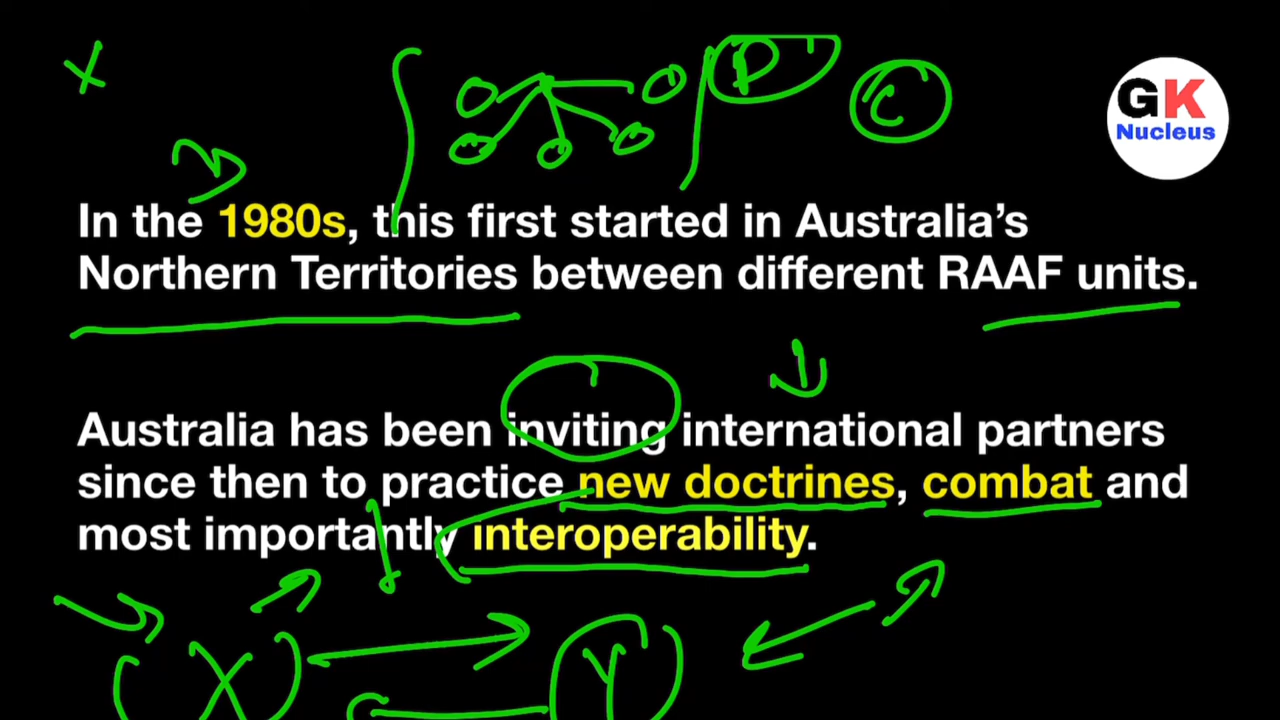 X
P
C
GK
Nucleus
In the 1980s, this first started in Australia's
Northern Territories between different RAAF units.
Australia has been inviting international partners
since then to practice new doctrines, combat and
most importantly interoperability.
X
Y